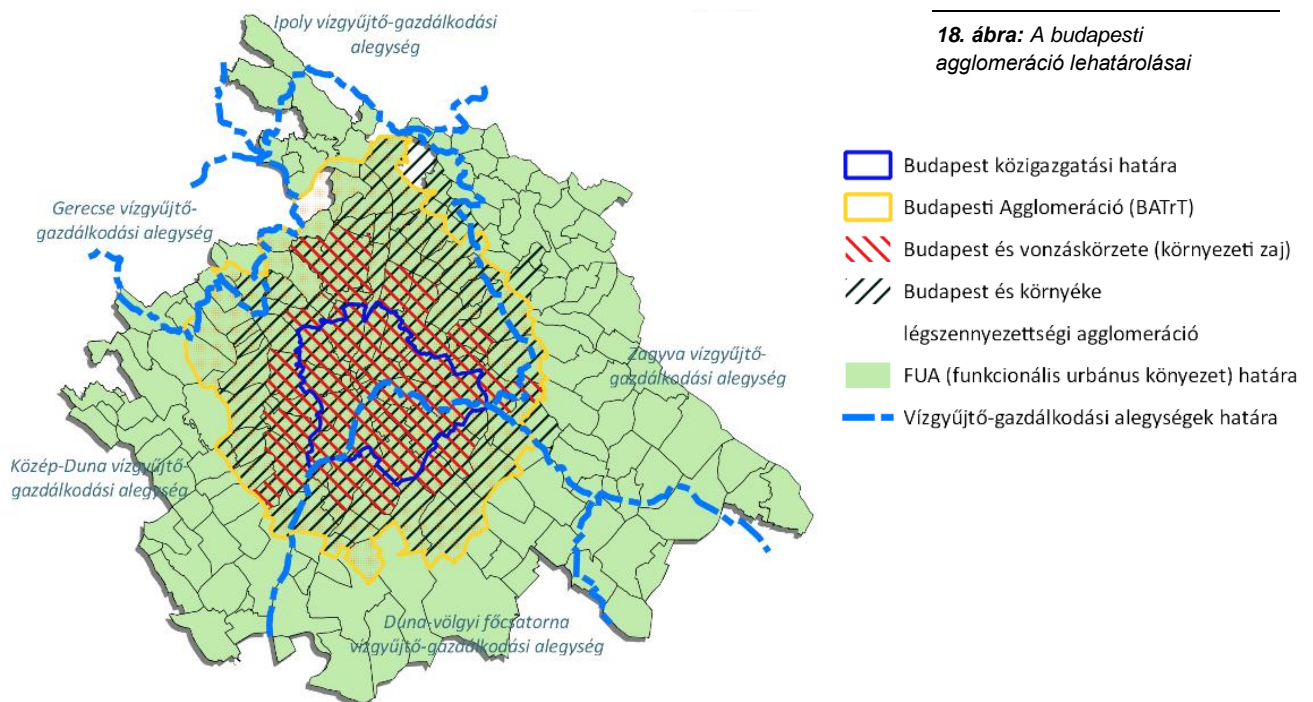 Ipoly vízgyűjtő-gazdálkodási
alegység
18. ábra: A budapesti
agglomeráció lehatárolásai
Budapest közigazgatási határa
Budapesti Agglomeráció (BATrT)
Budapest és vonzáskörzete (környezeti zaj)
Budapest és környéke
légszennyezettségi agglomeráció
FUA (funkcionális urbánus könyezet) határa
Vízgyűjtő-gazdálkodási alegységek határa
Gerecse vízgyűjtő-
gazdálkodási alegység
Zagyva vízgyűjtő-
gazdálkodási alegység
Közép-Duna vízgyűjtő-
gazdálkodási alegység
Duna-völgyi főcsatorna
vízgyűjtő-gazdálkodási alegység